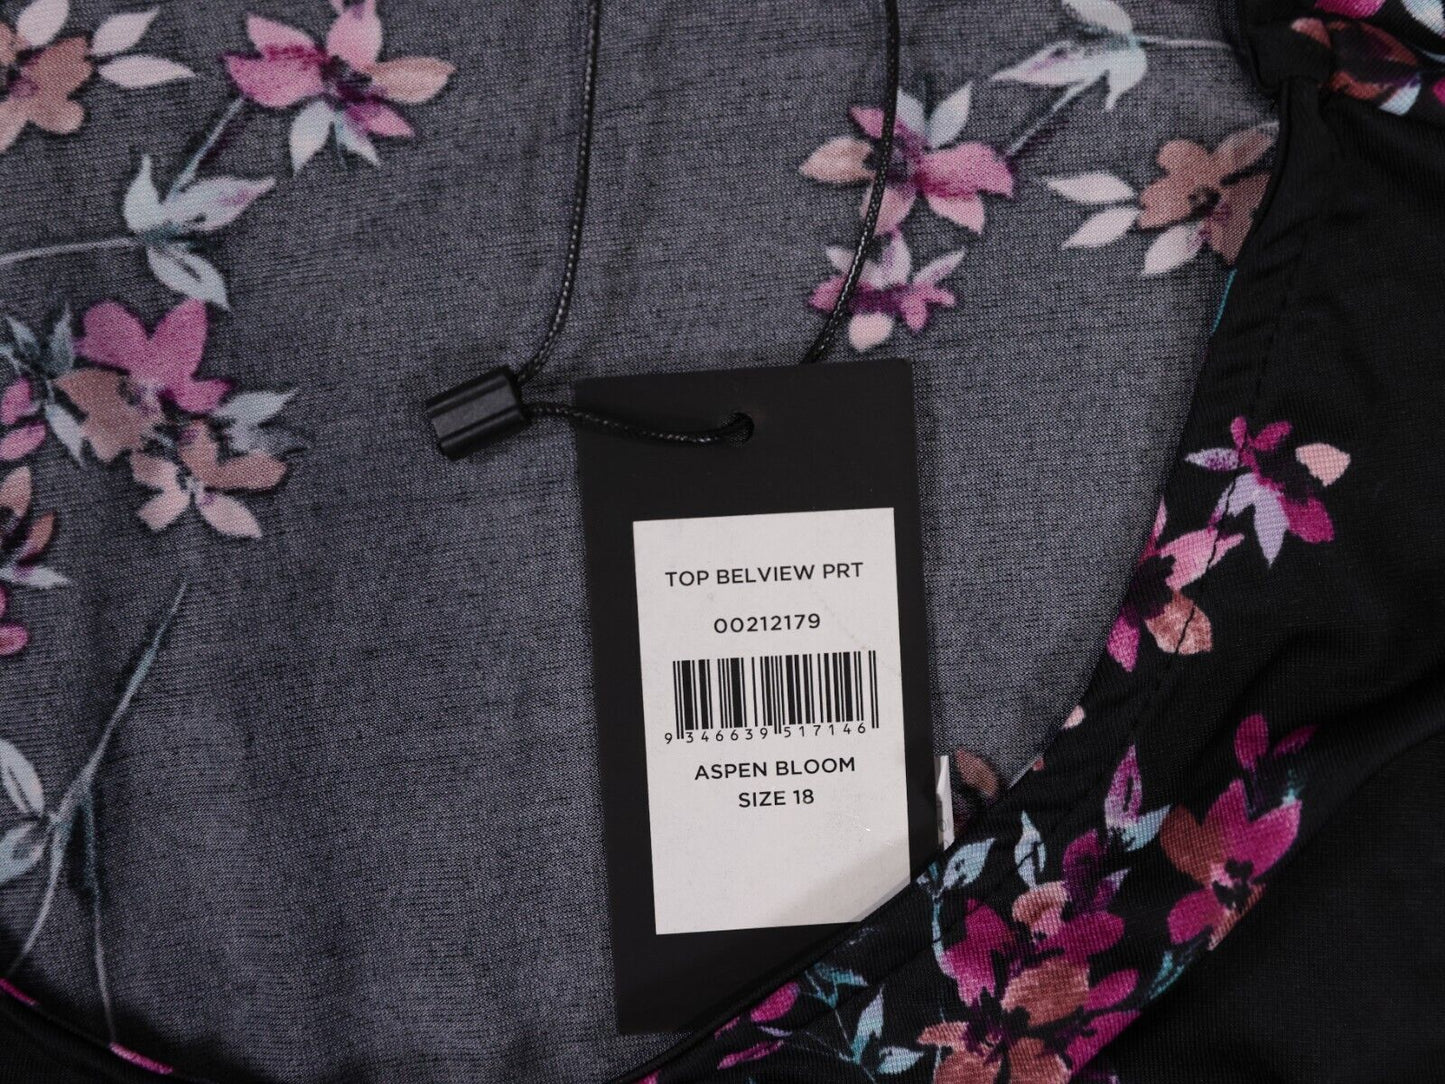 TOP BELVIEW PRT
00212179
9 346639 517146
ASPEN BLOOM
SIZE 18